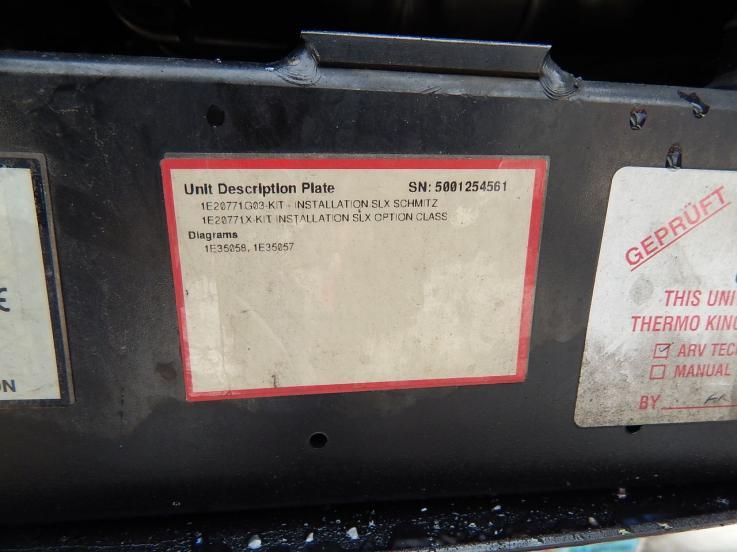 Unit Description Plate SN: 5001254561
1E20771G03-KIT - INSTALLATION SLX SCHMITZ
1E20771X-KIT INSTALLATION SLX OPTION CLASS
Diagrams
1E35058, 1E35057
GEPRÜFT
THIS UNI
THERMO KING
ARV TEC
MANUAL
BY
ON